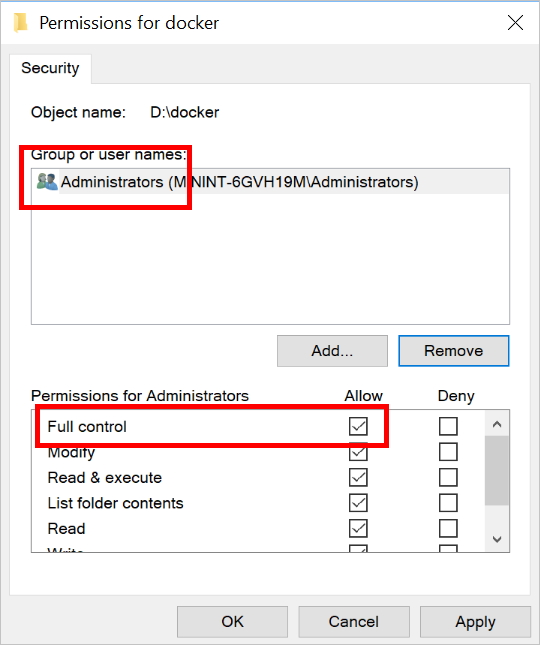 Permissions for docker
Security
Object name: D:\docker
Group or user names:
Administrators (MININT-6GVH19M\Administrators)
Add... Remove
Permissions for Administrators Allow Deny
Full control
Modify
Read & execute
List folder contents
Read
Write
OK Cancel Apply